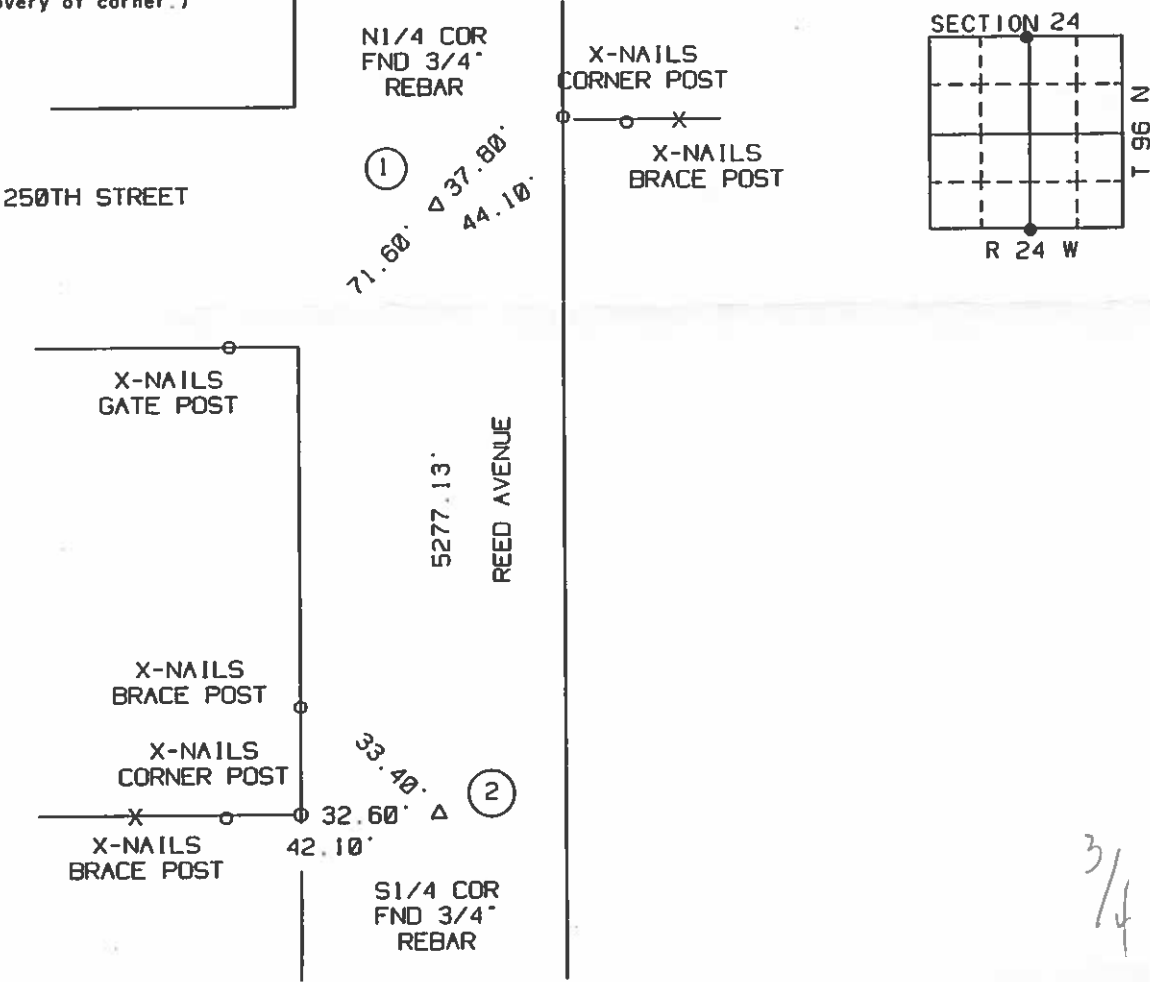 overy of corner.)
N1/4 COR
FND 3/4"
REBAR
X-NAILS
CORNER POST
X-NAILS
BRACE POST
SECTION 24
T 96 N
R 24 W
1
37.80'
44.10'
71.60'
250TH STREET
X-NAILS
GATE POST
5277.13'
REED AVENUE
X-NAILS
BRACE POST
X-NAILS
CORNER POST
X-NAILS
BRACE POST
33.40'
32.60'
42.10'
2
S1/4 COR
FND 3/4"
REBAR
3/4